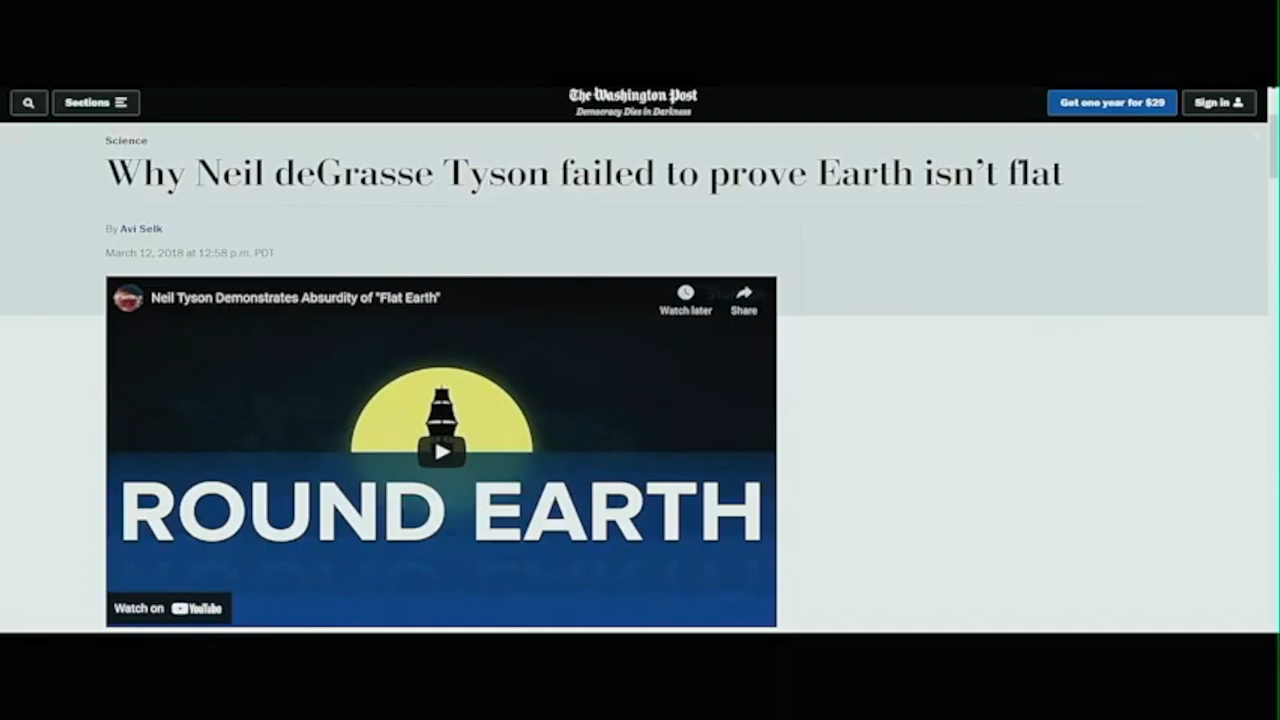 Sections
The Washington Post
Democracy Dies in Darkness
Get one year for $29
Sign in
Science
Why Neil deGrasse Tyson failed to prove Earth isn't flat
By Avi Selk
March 12, 2018 at 12:58 p.m. PDT
Neil Tyson Demonstrates Absurdity of "Flat Earth"
Watch later
Share
ROUND EARTH
Watch on YouTube